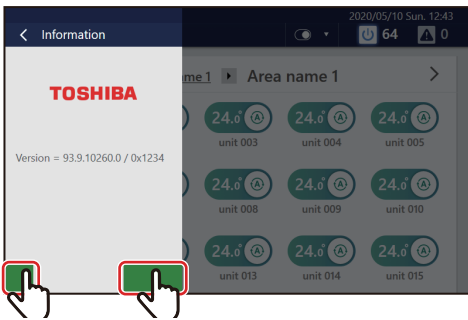 2020/05/10 Sun. 12:43
Information
64
0
me 1
Area name 1
TOSHIBA
24.0°
A
24.0°
A
24.0°
A
unit 003
unit 004
unit 005
Version = 93.9.10260.0 / 0x1234
24.0°
A
24.0°
A
24.0°
A
unit 008
unit 009
unit 010
24.0°
A
24.0°
A
24.0°
A
unit 013
unit 014
unit 015